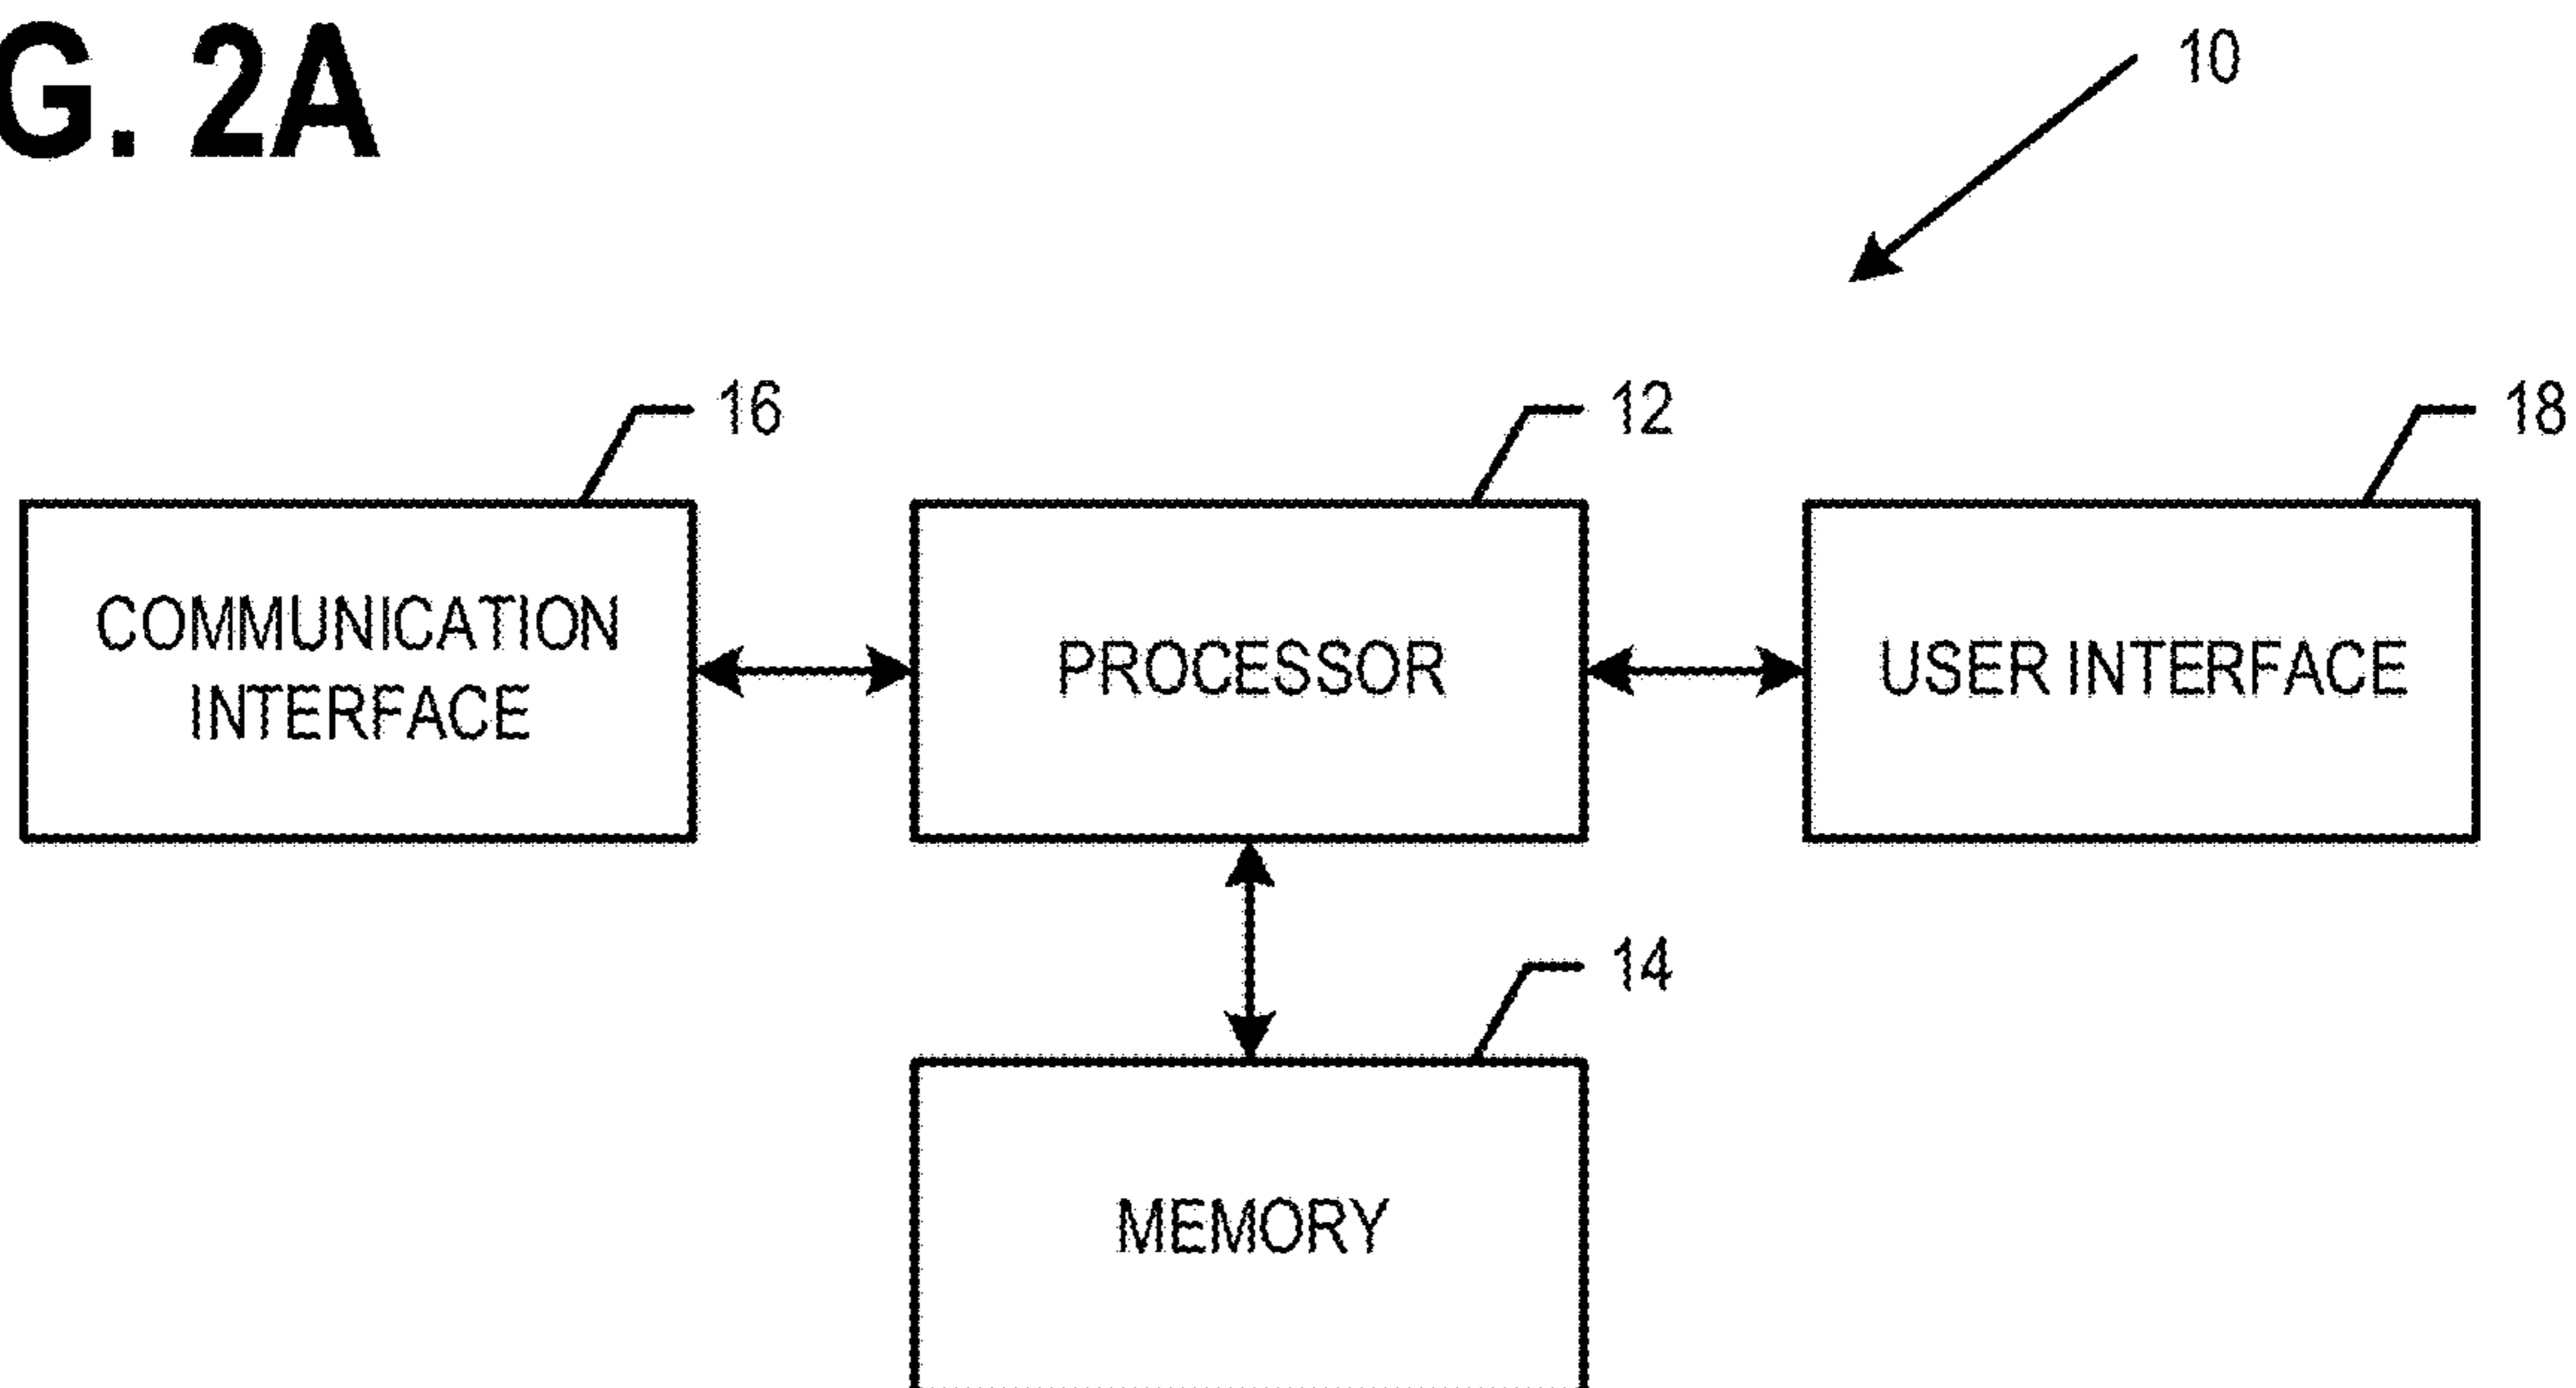 G. 2A
10
16
12
18
COMMUNICATION
INTERFACE
PROCESSOR
USER INTERFACE
14
MEMORY